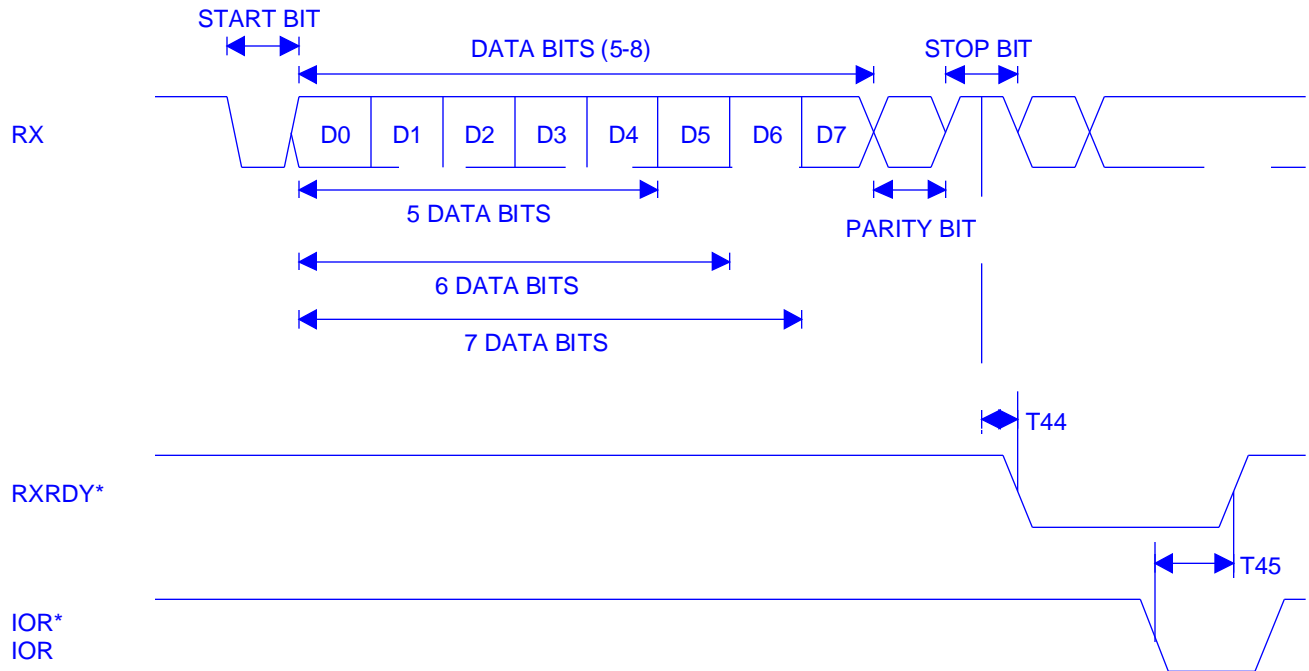 START BIT
DATA BITS (5-8)
STOP BIT
RX
D0 D1 D2 D3 D4 D5 D6 D7
5 DATA BITS
PARITY BIT
6 DATA BITS
7 DATA BITS
T44
RXRDY*
T45
IOR*
IOR